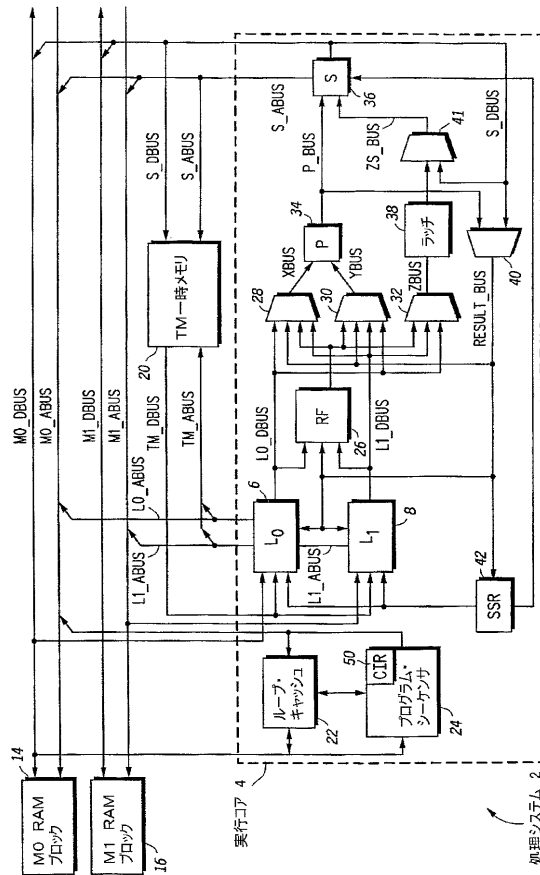 14
M0 RAM
ブロック
M1 RAM
ブロック
16
M0_DBUS
M0_ABUS
M1_DBUS
M1_ABUS
L0_ABUS
L1_ABUS
TM_DBUS
TM_ABUS
TM一時メモリ
20
S_DBUS
S_ABUS
実行コア 4
処理システム 2
ループ・
キャッシュ
22
50
CIR
プログラム・
シーケンサ
24
L0
6
L1_ABUS
L1
8
L0_DBUS
RF
26
L1_DBUS
SSR
42
28
XBUS
30
YBUS
32
ZBUS
P
34
P_BUS
ラッチ
38
ZS_BUS
41
S_ABUS
S
36
S_DBUS
RESULT_BUS
40